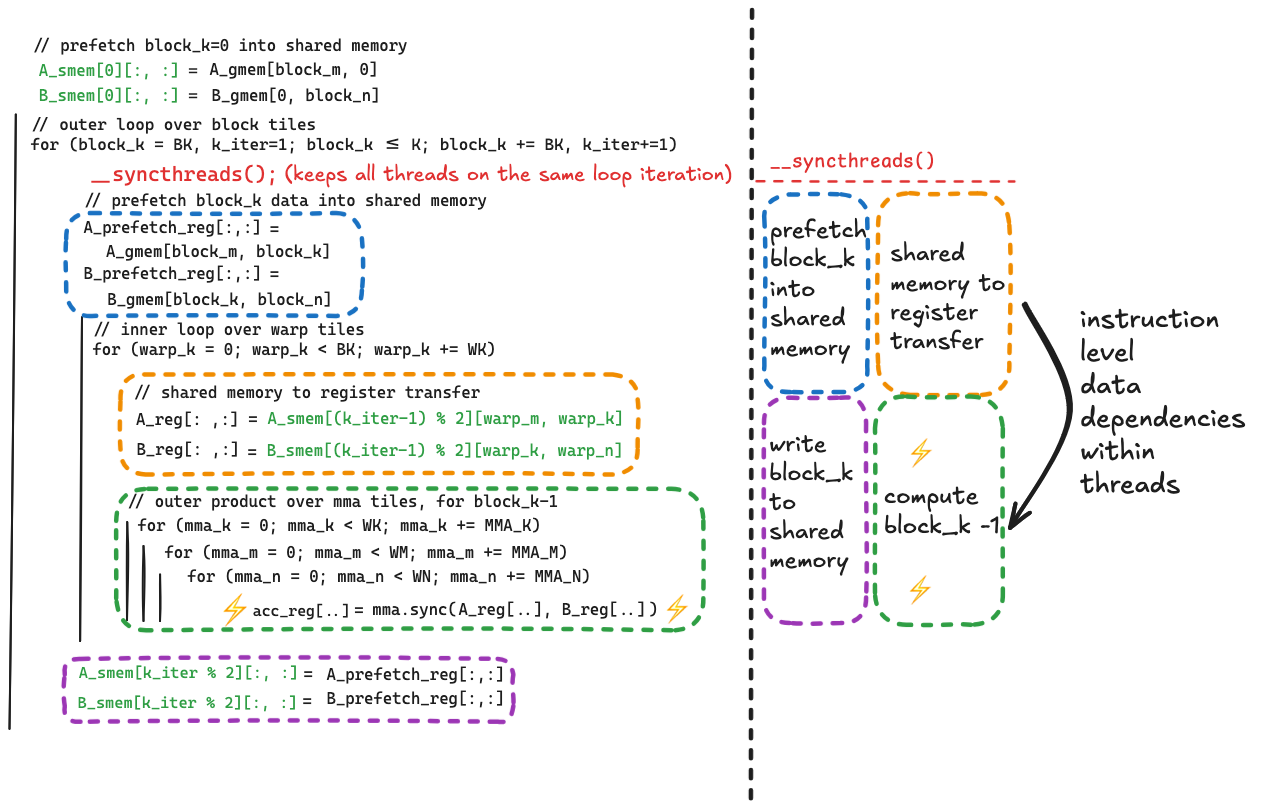 // prefetch block_k=0 into shared memory
A_smem[0][:, :] = A_gmem[block_m, 0]
B_smem[0][:, :] = B_gmem[0, block_n]
// outer loop over block tiles
for (block_k = BK, k_iter=1; block_k ≤ K; block_k += BK, k_iter+=1)
__syncthreads(); (keeps all threads on the same loop iteration)
// prefetch block_k data into shared memory
A_prefetch_reg[:,:] =
A_gmem[block_m, block_k]
B_prefetch_reg[:,:] =
B_gmem[block_k, block_n]
// inner loop over warp tiles
for (warp_k = 0; warp_k < BK; warp_k += WK)
// shared memory to register transfer
A_reg[: ,:] = A_smem[(k_iter-1) % 2][warp_m, warp_k]
B_reg[: ,:] = B_smem[(k_iter-1) % 2][warp_k, warp_n]
// outer product over mma tiles, for block_k-1
for (mma_k = 0; mma_k < WK; mma_k += MMA_K)
for (mma_m = 0; mma_m < WM; mma_m += MMA_M)
for (mma_n = 0; mma_n < WN; mma_n += MMA_N)
⚡ acc_reg[..] = mma.sync(A_reg[..], B_reg[..]) ⚡
A_smem[k_iter % 2][:, :] = A_prefetch_reg[:,:]
B_smem[k_iter % 2][:, :] = B_prefetch_reg[:,:]
__syncthreads()
prefetch
block_k
into
shared
memory
shared
memory to
register
transfer
write
block_k
to
shared
memory
⚡
compute
block_k -1
⚡
instruction
level
data
dependencies
within
threads